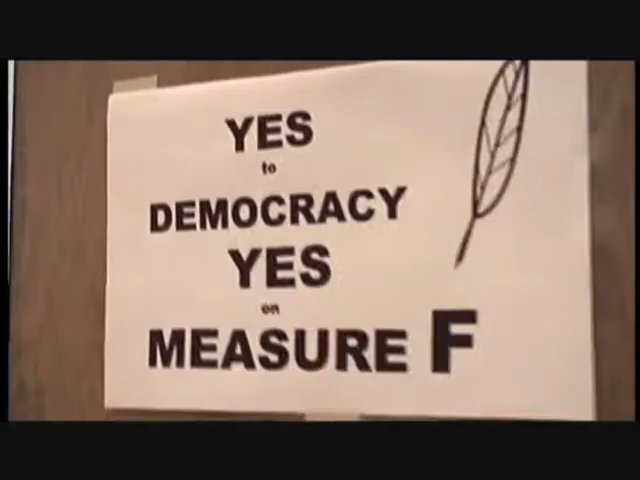 YES
to
DEMOCRACY
YES
on
MEASURE F